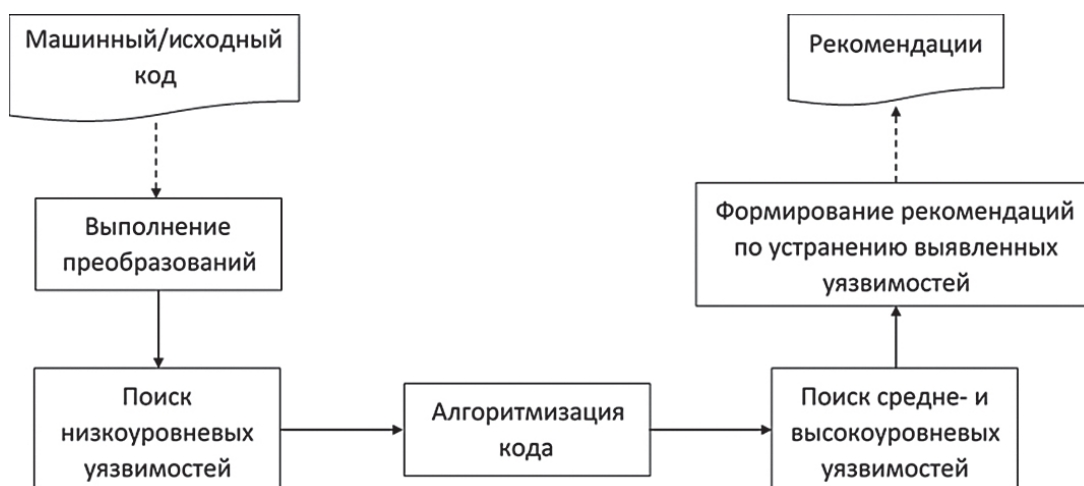 Машинный/исходный
код
Рекомендации
Выполнение
преобразований
Формирование рекомендаций
по устранению выявленных
уязвимостей
Поиск
низкоуровневых
уязвимостей
Алгоритмизация
кода
Поиск средне- и
высокоуровневых
уязвимостей